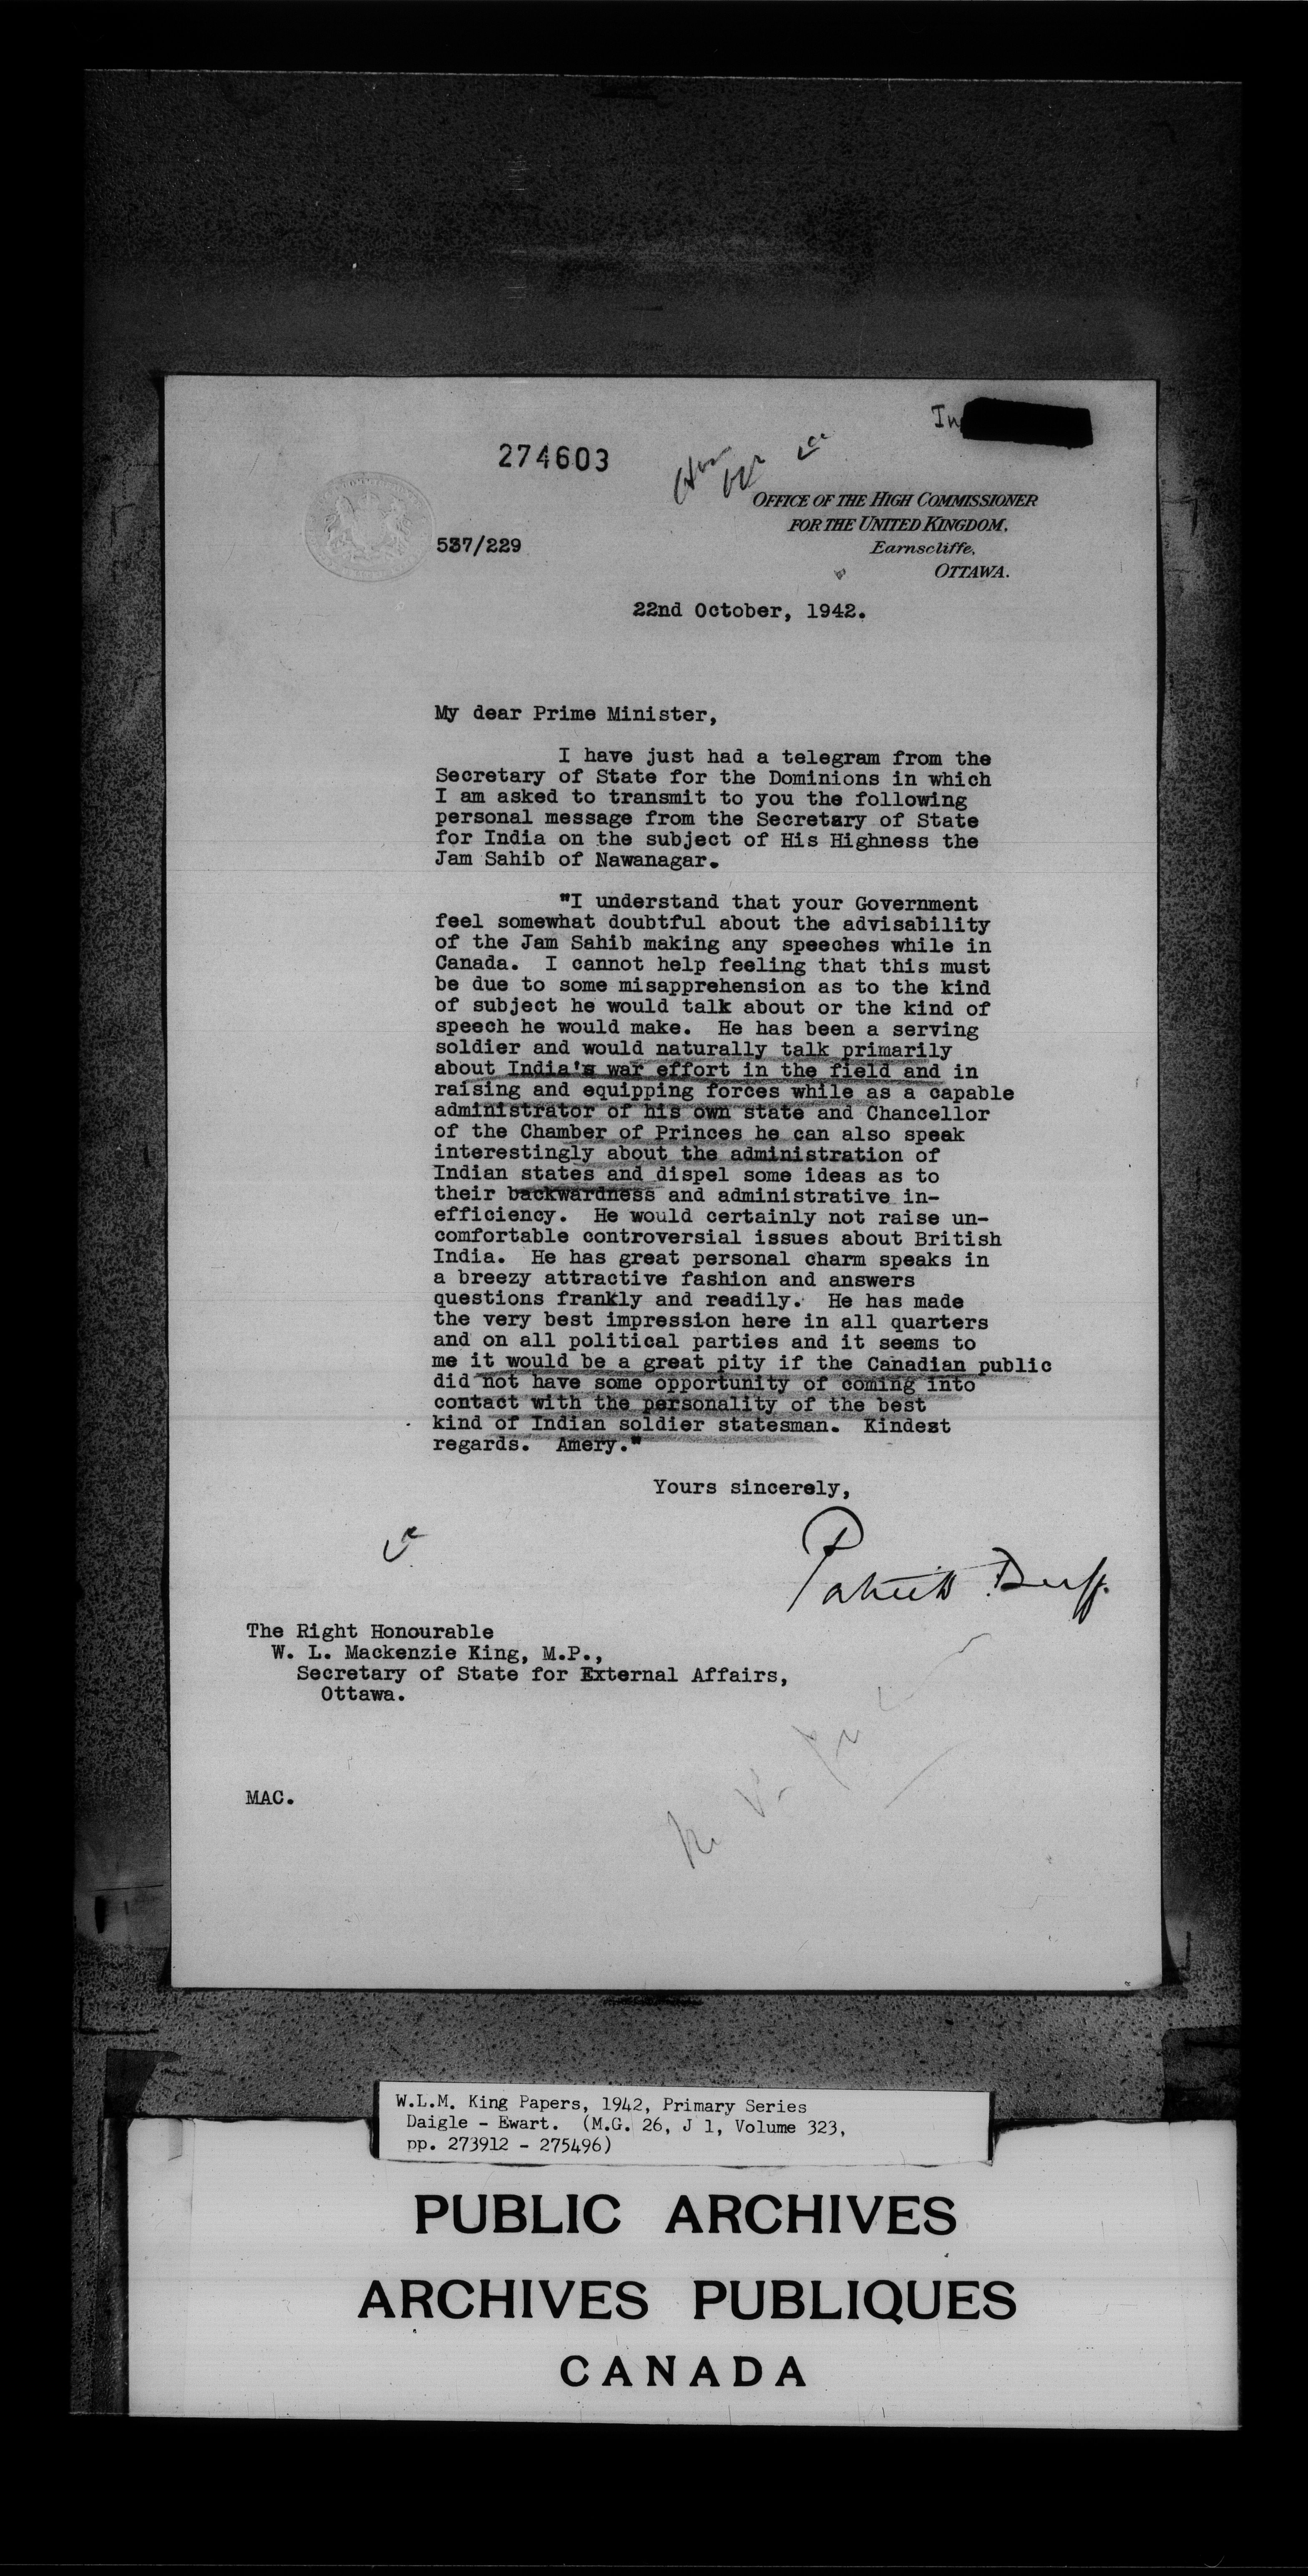 In
274603
OFFICE OF THE HIGH COMMISSIONER
FOR THE UNITED KINGDOM,
Earnscliffe,
OTTAWA.
537/229
22nd October, 1942.
My dear Prime Minister,
I have just had a telegram from the
Secretary of State for the Dominions in which
I am asked to transmit to you the following
personal message from the Secretary of State
for India on the subject of His Highness the
Jam Sahib of Nawanagar.
"I understand that your Government
feel somewhat doubtful about the advisability
of the Jam Sahib making any speeches while in
Canada.  I cannot help feeling that this must
be due to some misapprehension as to the kind
of subject he would talk about or the kind of
speech he would make.  He has been a serving
soldier and would naturally talk primarily
about India's war effort in the field and in
raising and equipping forces while as a capable
administrator of his own state and Chancellor
of the Chamber of Princes he can also speak
interestingly about the administration of
Indian states and dispel some ideas as to
their backwardness and administrative in-
efficiency.  He would certainly not raise un-
comfortable controversial issues about British
India.  He has great personal charm speaks in
a breezy attractive fashion and answers
questions frankly and readily.  He has made
the very best impression here in all quarters
and on all political parties and it seems to
me it would be a great pity if the Canadian public
did not have some opportunity of coming into
contact with the personality of the best
kind of Indian soldier statesman.  Kindest
regards.  Amery."
Yours sincerely,
Patrick Duff.
The Right Honourable
W. L. Mackenzie King, M.P.,
Secretary of State for External Affairs,
Ottawa.
MAC.
W.L.M. King Papers, 1942, Primary Series
Daigle - Ewart.  (M.G. 26, J 1, Volume 323,
pp. 273912 - 275496)
PUBLIC ARCHIVES
ARCHIVES PUBLIQUES
CANADA